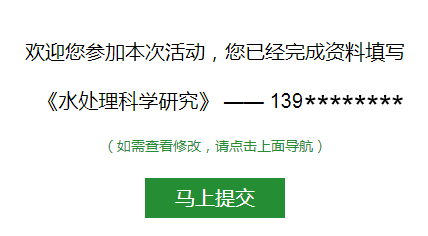 欢迎您参加本次活动，您已经完成资料填写
《水处理科学研究》 —— 139********
（如需查看修改，请点击上面导航）
马上提交